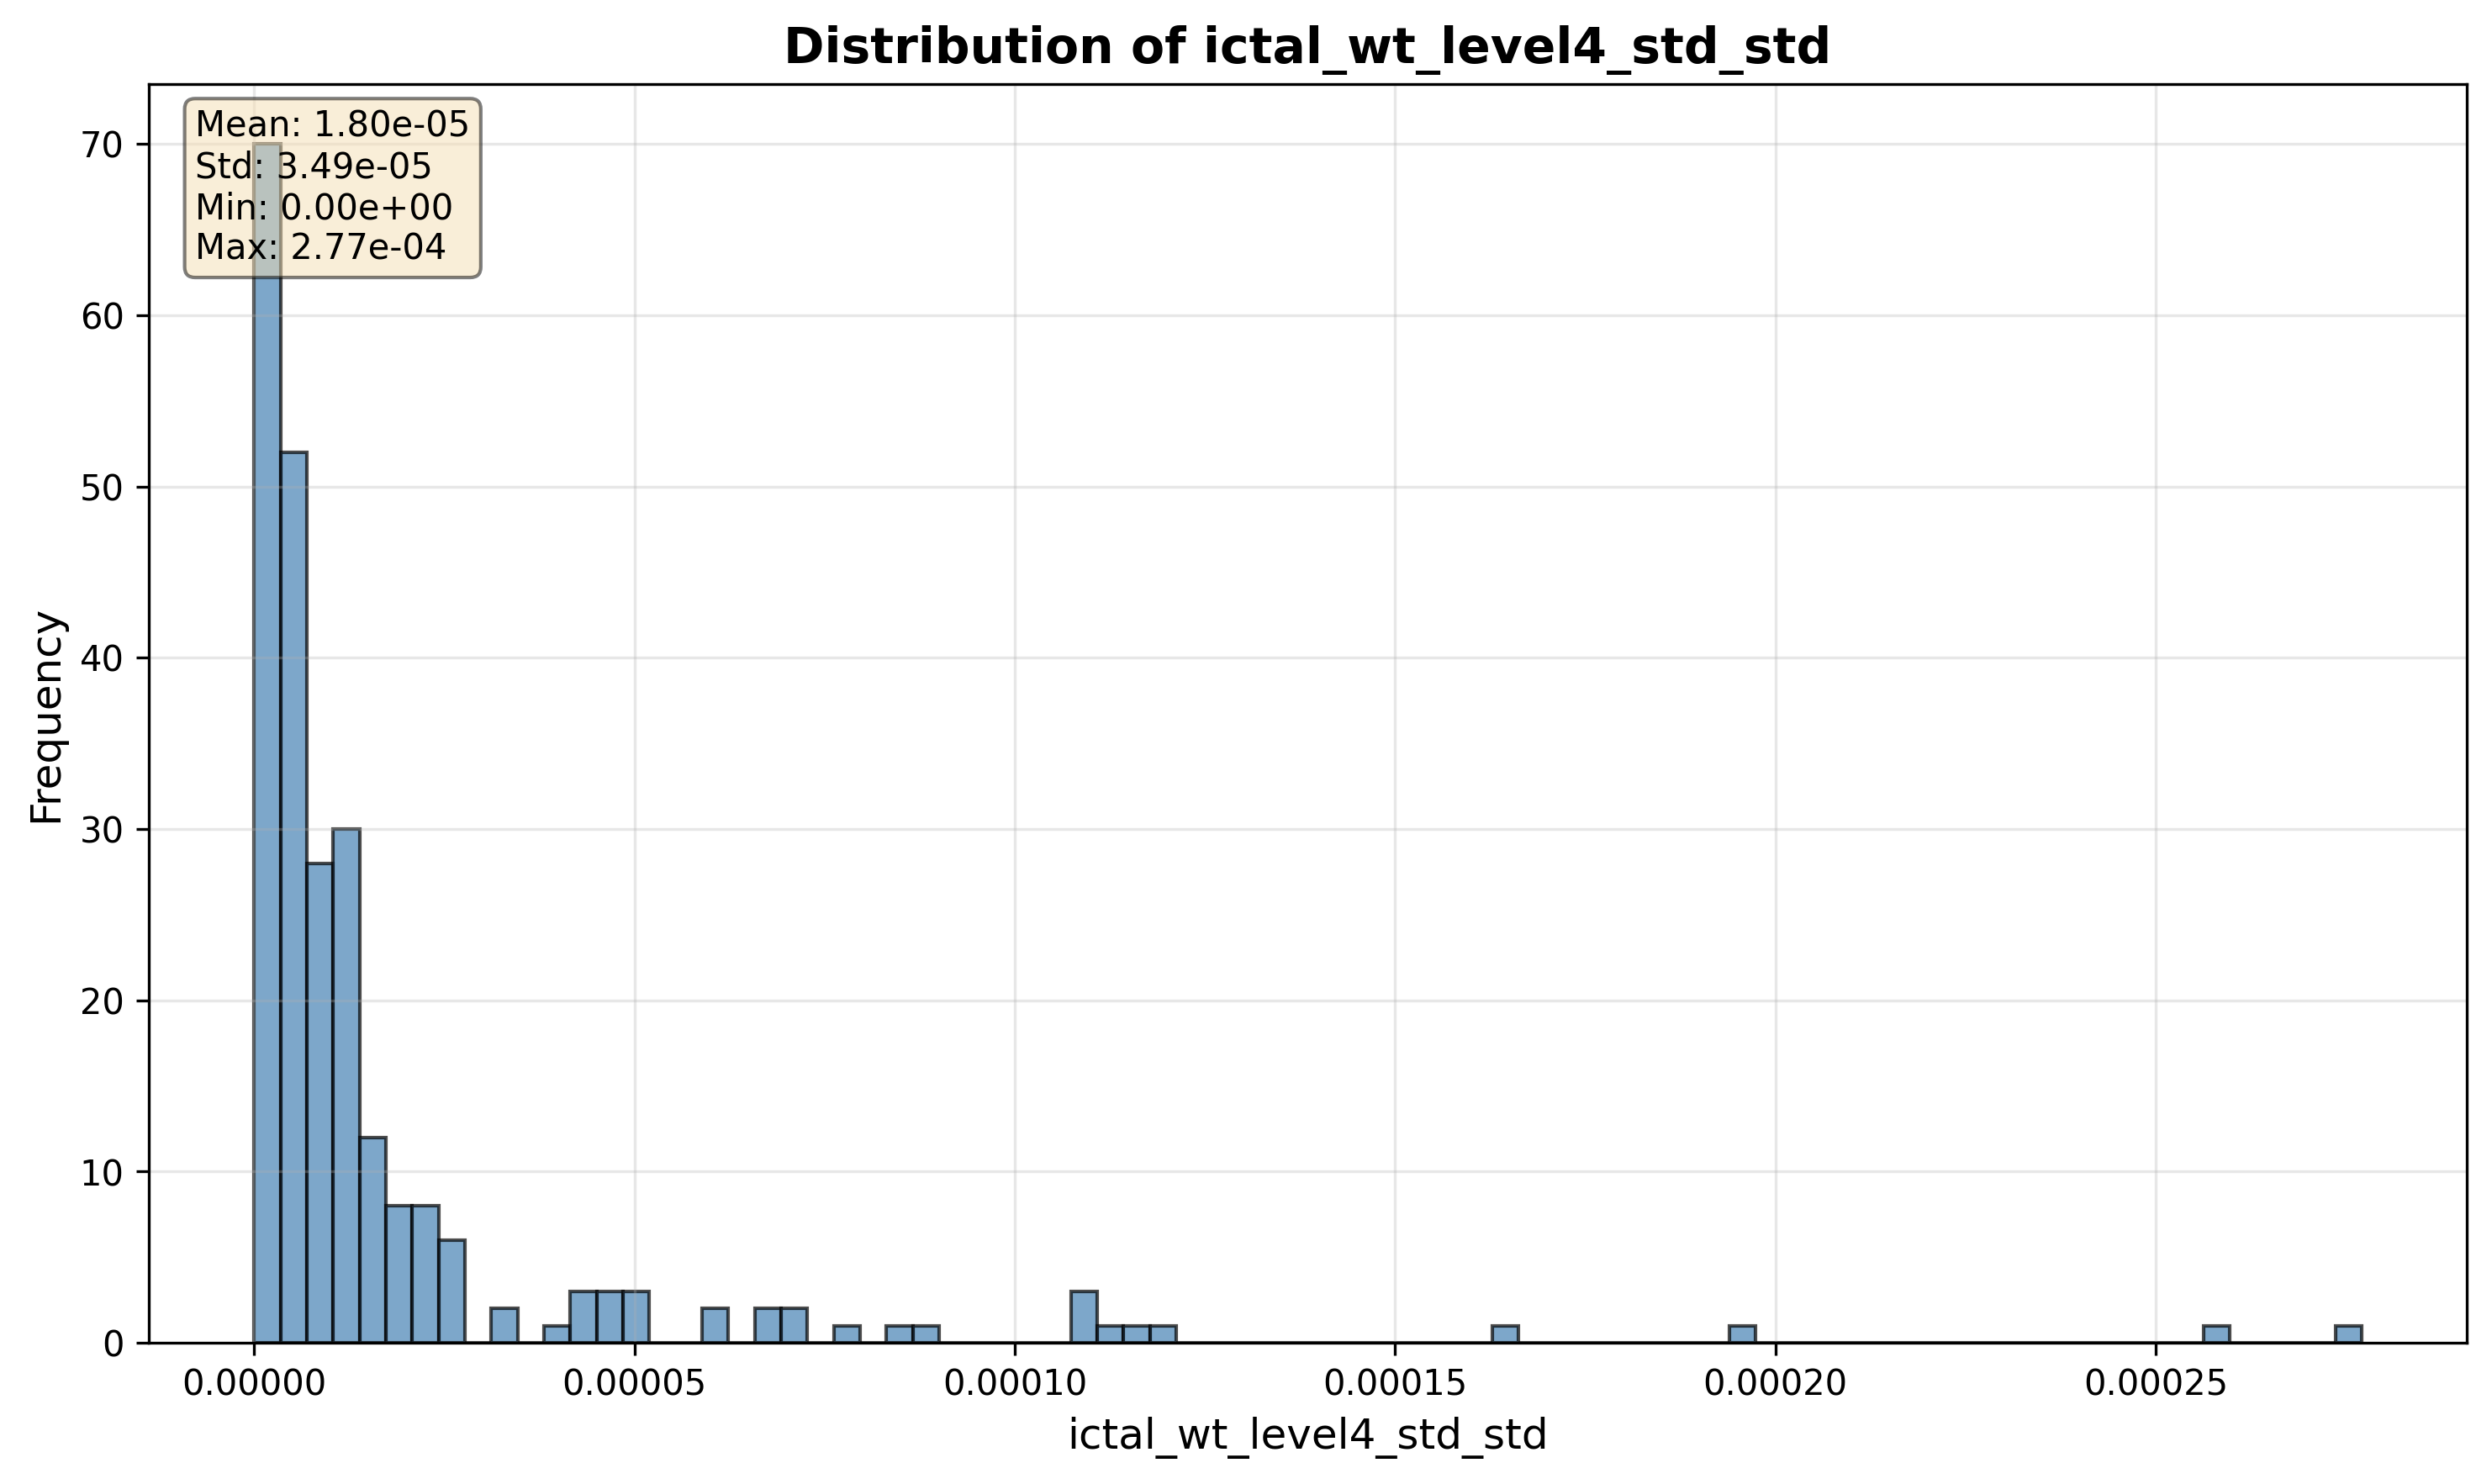 Distribution of ictal_wt_level4_std_std
Mean: 1.80e-05
Std: 3.49e-05
Min: 0.00e+00
Max: 2.77e-04
Frequency
70
60
50
40
30
20
10
0
0.00000 0.00005 0.00010 0.00015 0.00020 0.00025
ictal_wt_level4_std_std